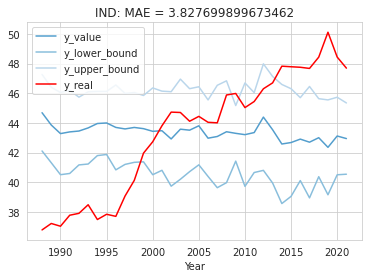 IND: MAE = 3.827699899673462
y_value
y_lower_bound
y_upper_bound
y_real
50
48
46
44
42
40
38
1990 1995 2000 2005 2010 2015 2020
Year